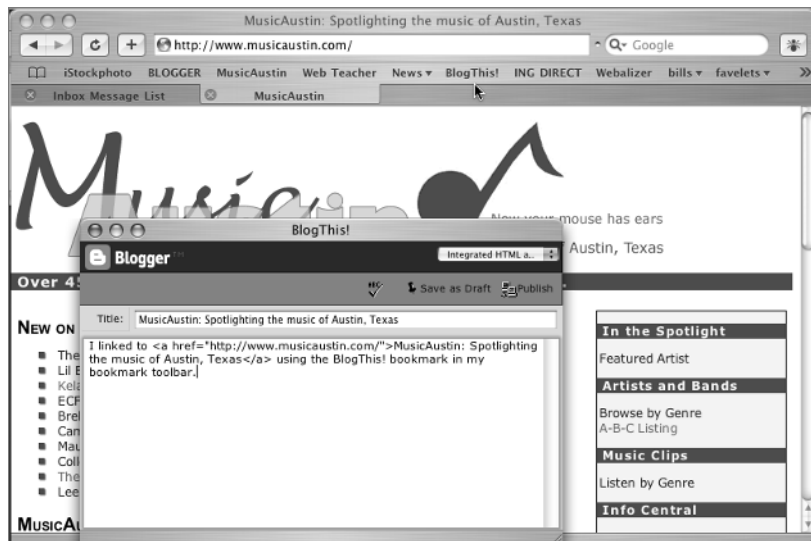 MusicAustin: Spotlighting the music of Austin, Texas
http://www.musicaustin.com/
Google
iStockphoto BLOGGER MusicAustin Web Teacher News BlogThis! ING DIRECT Webalizer bills favelets
Inbox Message List MusicAustin
Music
Austin
Now your mouse has ears
Austin, Texas
BlogThis!
Blogger™
Integrated HTML a..
Over 4
ABC Save as Draft Publish
Title: MusicAustin: Spotlighting the music of Austin, Texas
I linked to <a href="http://www.musicaustin.com/">MusicAustin: Spotlighting
the music of Austin, Texas</a> using the BlogThis! bookmark in my
bookmark toolbar.
NEW ON
The
Lil
Kela
ECF
Bre
Can
Mau
Coll
The
Lee
MUSICAU
In the Spotlight
Featured Artist
Artists and Bands
Browse by Genre
A-B-C Listing
Music Clips
Listen by Genre
Info Central